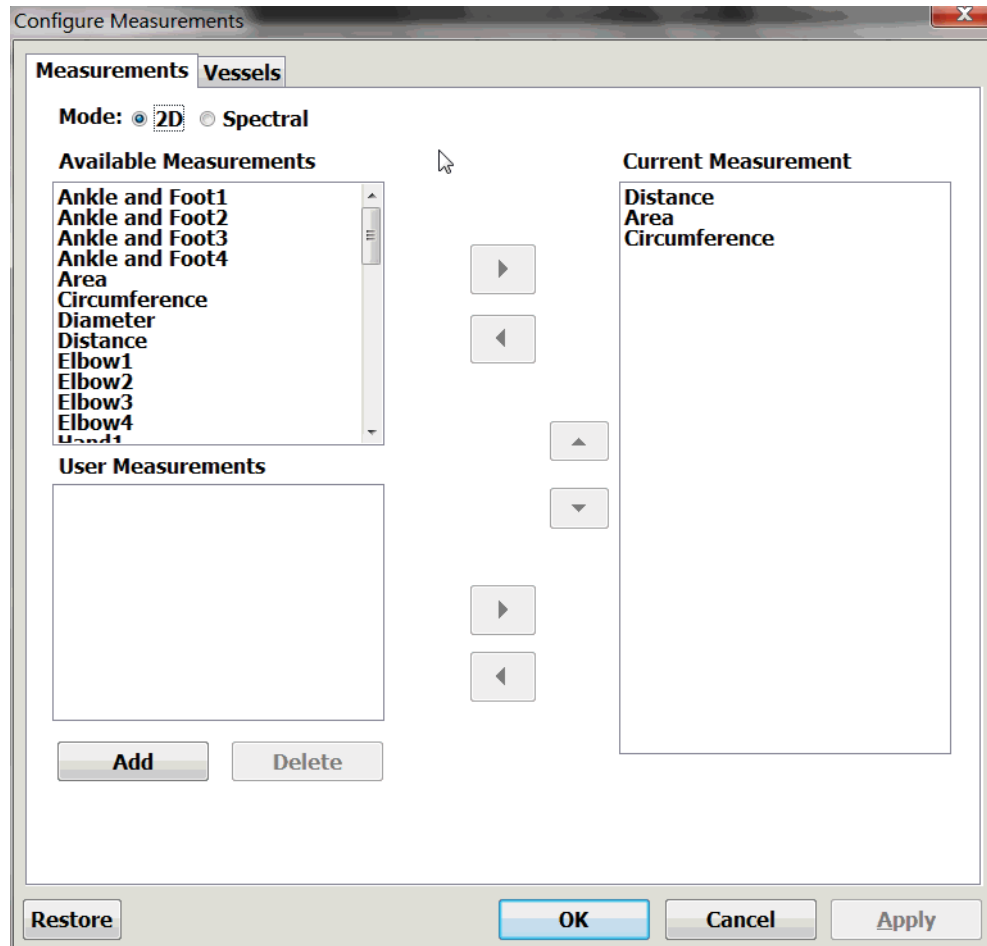 Configure Measurements
Measurements Vessels
Mode: 2D Spectral
Available Measurements
Ankle and Foot1
Ankle and Foot2
Ankle and Foot3
Ankle and Foot4
Area
Circumference
Diameter
Distance
Elbow1
Elbow2
Elbow3
Elbow4
Hand1
User Measurements
Add Delete
Current Measurement
Distance
Area
Circumference
Restore OK Cancel Apply